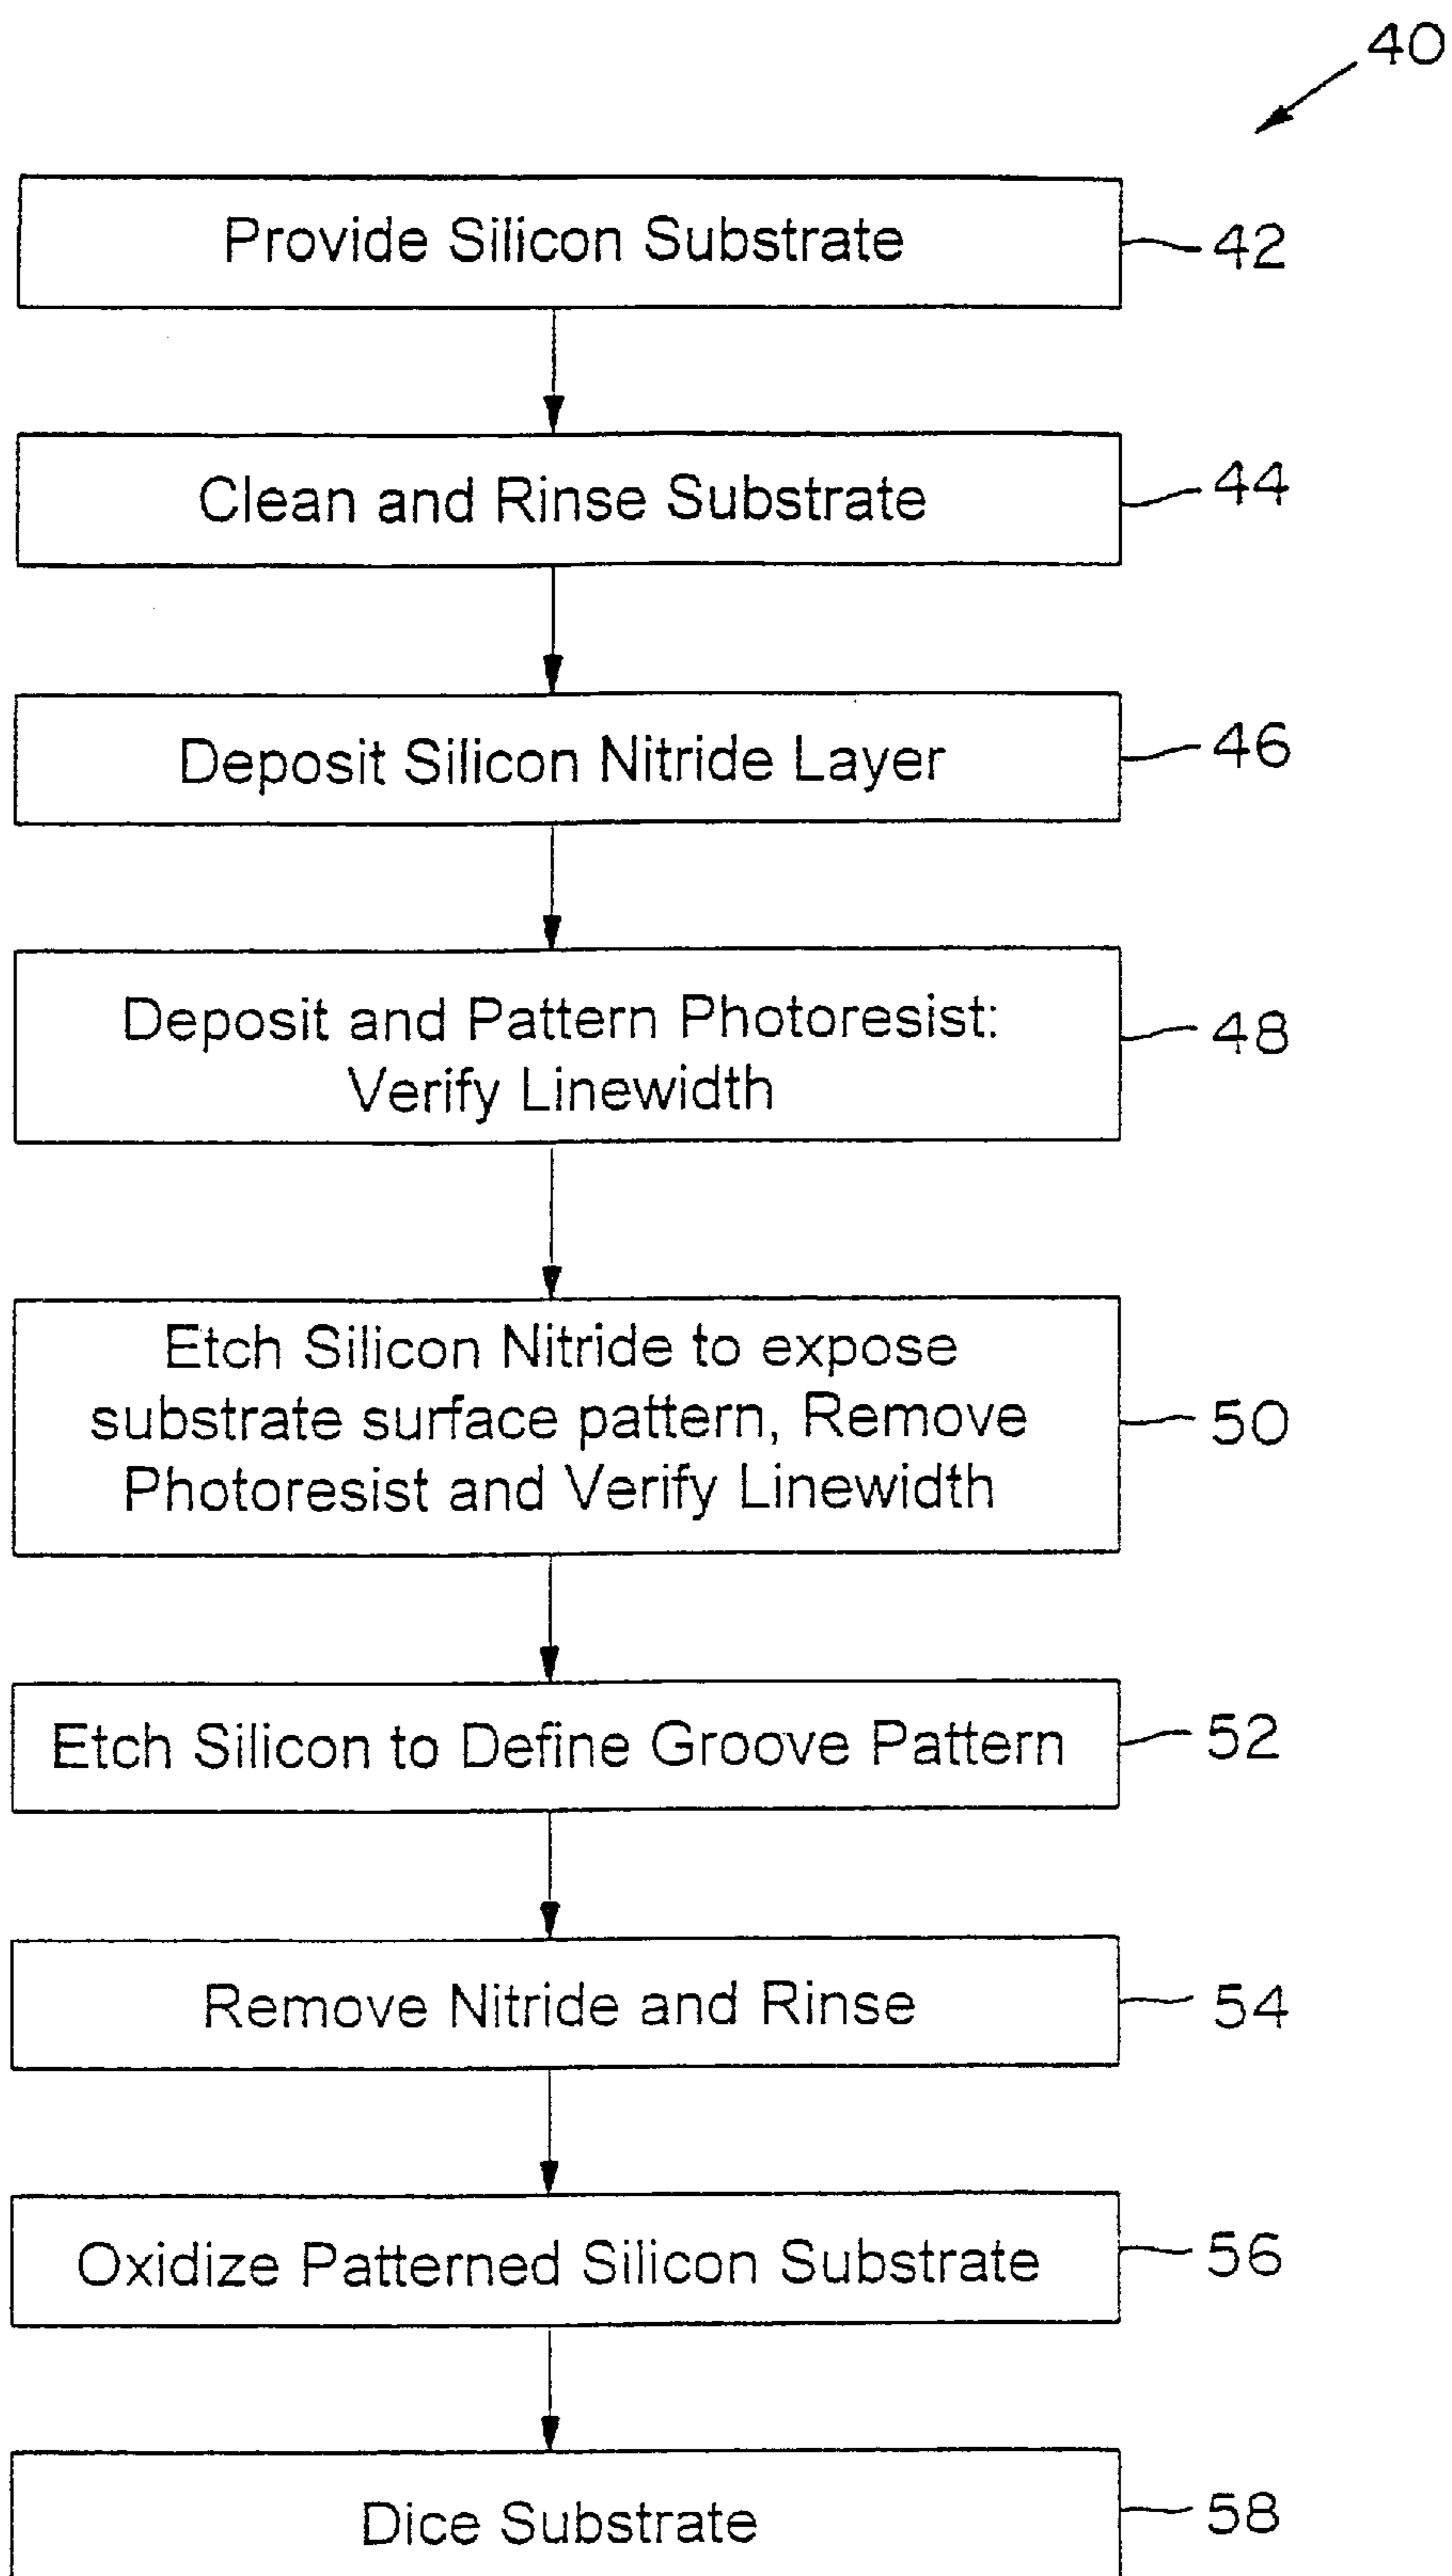 40
Provide Silicon Substrate
42
Clean and Rinse Substrate
44
Deposit Silicon Nitride Layer
46
Deposit and Pattern Photoresist:
Verify Linewidth
48
Etch Silicon Nitride to expose
substrate surface pattern, Remove
Photoresist and Verify Linewidth
50
Etch Silicon to Define Groove Pattern
52
Remove Nitride and Rinse
54
Oxidize Patterned Silicon Substrate
56
Dice Substrate
58